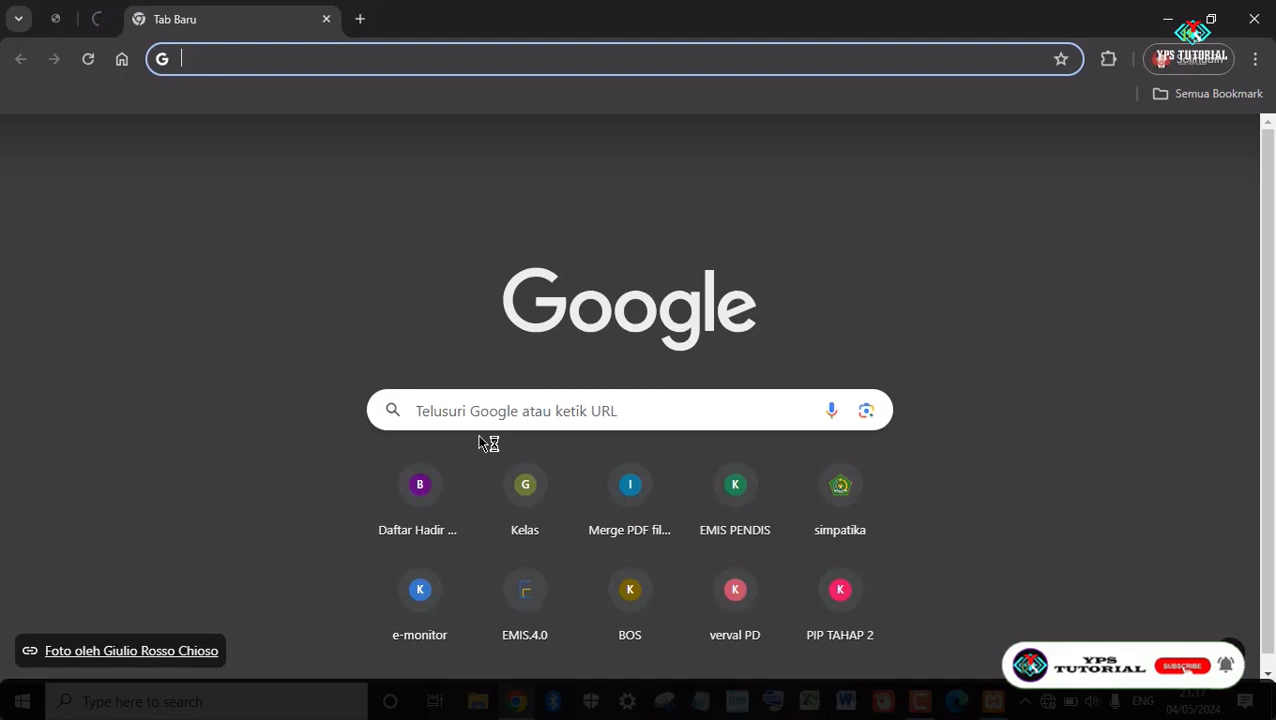 Tab Baru
YPS TUTORIAL
Semua Bookmark
Google
Telusuri Google atau ketik URL
B G I K
Daftar Hadir ... Kelas Merge PDF fil... EMIS PENDIS simpatika
K K K K
e-monitor EMIS.4.0 BOS verval PD PIP TAHAP 2
Foto oleh Giulio Rosso Chioso
YPS
TUTORIAL
SUBSCRIBE
Type here to search
ENG
21.17
04/05/2024